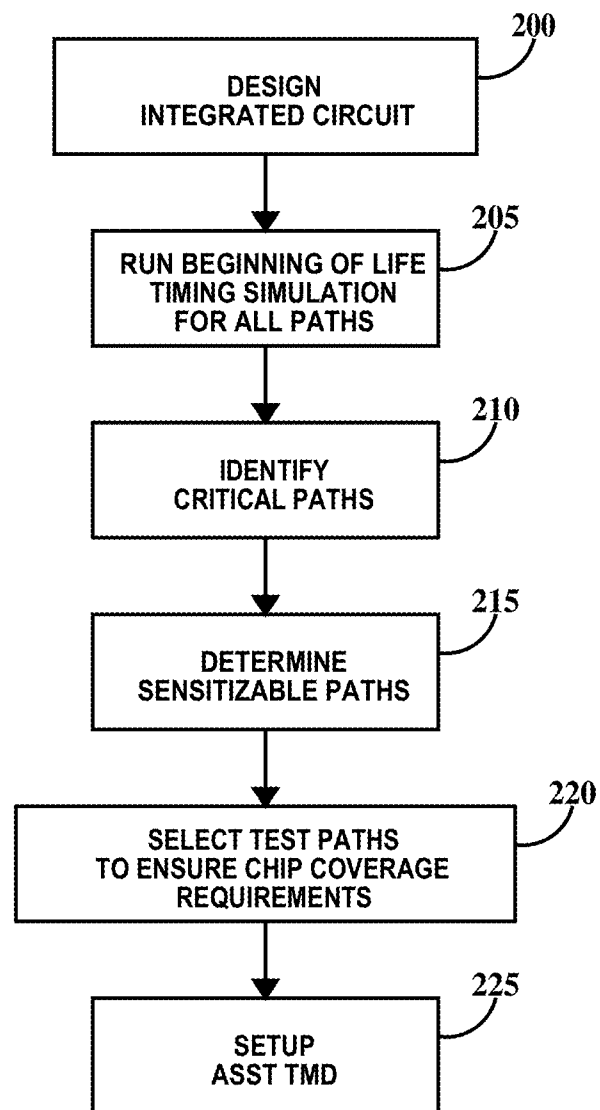 200
DESIGN
INTEGRATED CIRCUIT
205
RUN BEGINNING OF LIFE
TIMING SIMULATION
FOR ALL PATHS
210
IDENTIFY
CRITICAL PATHS
215
DETERMINE
SENSITIZABLE PATHS
220
SELECT TEST PATHS
TO ENSURE CHIP COVERAGE
REQUIREMENTS
225
SETUP
ASST TMD